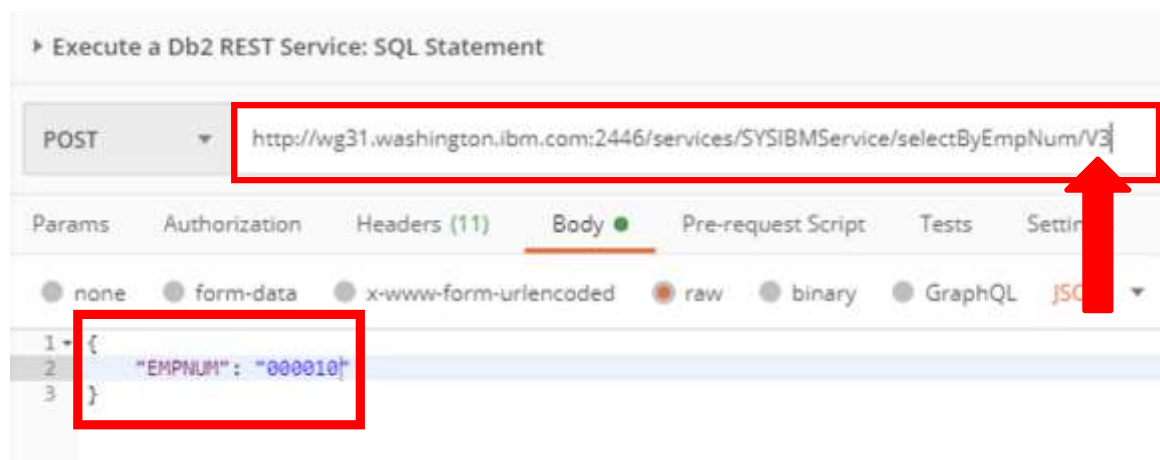 Execute a Db2 REST Service: SQL Statement
POST http://wg31.washington.ibm.com:2446/services/SYSIBMService/selectByEmpNum/V3
Params Authorization Headers (11) Body Pre-request Script Tests
none form-data x-www-form-urlencoded raw binary GraphQL
1 {
2 "EMPNUM": "000010"
3 }